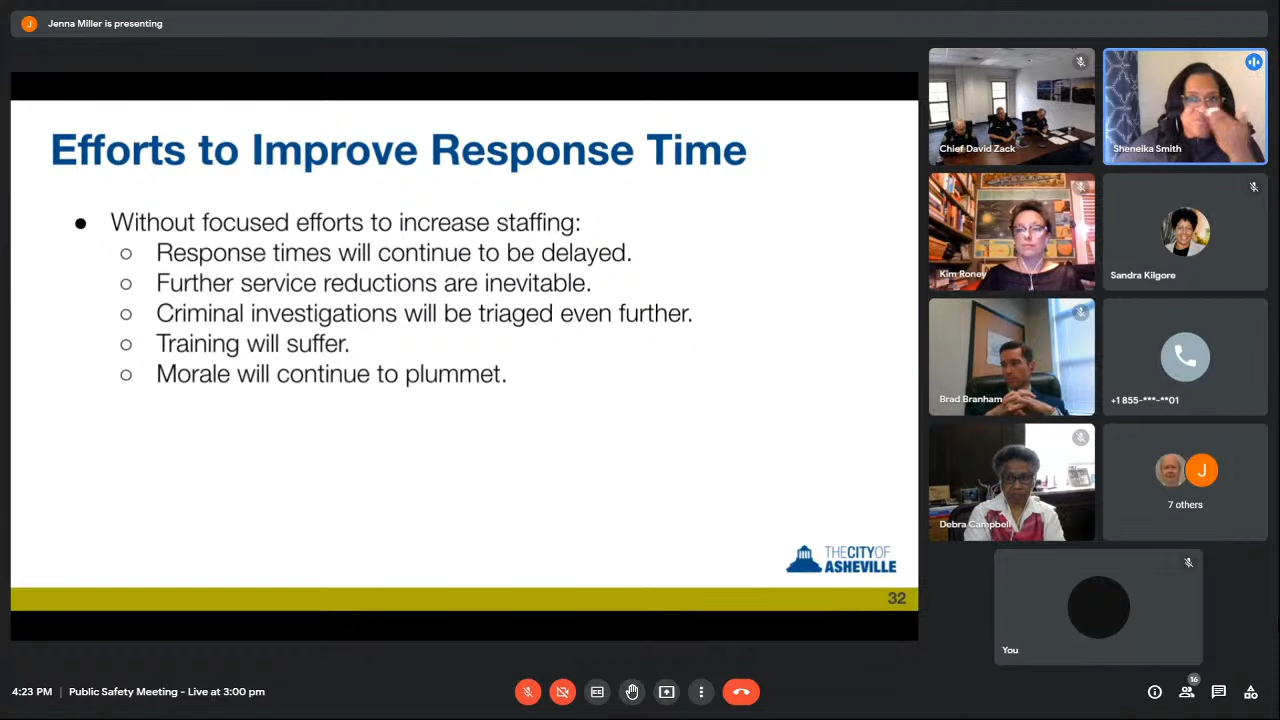 Jenna Miller is presenting
J
Efforts to Improve Response Time
● Without focused efforts to increase staffing:
○ Response times will continue to be delayed.
○ Further service reductions are inevitable.
○ Criminal investigations will be triaged even further.
○ Training will suffer.
○ Morale will continue to plummet.
THE CITY OF
ASHEVILLE
32
Chief David Zack
Sheneika Smith
Kim Roney
Sandra Kilgore
Brad Branham
+1 855-***-**01
Debra Campbell
J
7 others
You
4:23 PM | Public Safety Meeting - Live at 3:00 pm
CC
16